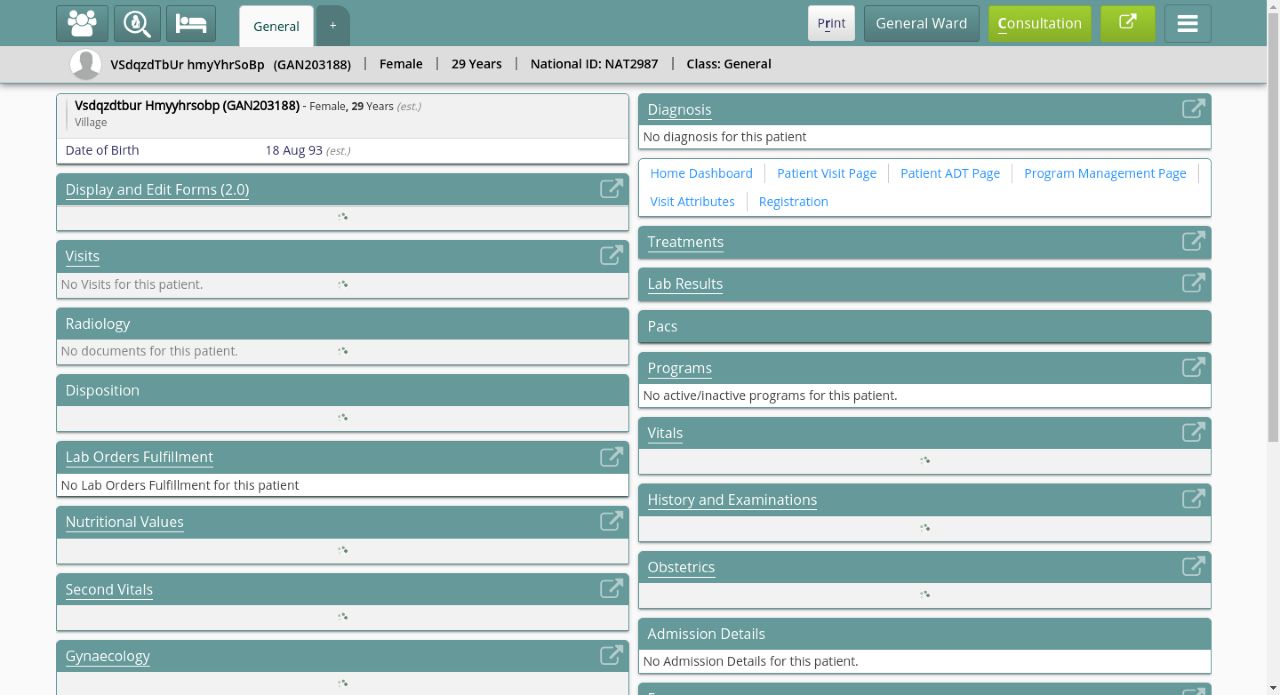 General
+
Print
General Ward
Consultation
VSdqzdTbUr hmyYhrSoBp (GAN203188) | Female | 29 Years | National ID: NAT2987 | Class: General
Vsdqzdtbur Hmyyhrsobp (GAN203188) - Female, 29 Years (est.)
Village
Date of Birth 18 Aug 93 (est.)
Display and Edit Forms (2.0)
Visits
No Visits for this patient.
Radiology
No documents for this patient.
Disposition
Lab Orders Fulfillment
No Lab Orders Fulfillment for this patient
Nutritional Values
Second Vitals
Gynaecology
Diagnosis
No diagnosis for this patient
Home Dashboard | Patient Visit Page | Patient ADT Page | Program Management Page |
Visit Attributes | Registration
Treatments
Lab Results
Pacs
Programs
No active/inactive programs for this patient.
Vitals
History and Examinations
Obstetrics
Admission Details
No Admission Details for this patient.